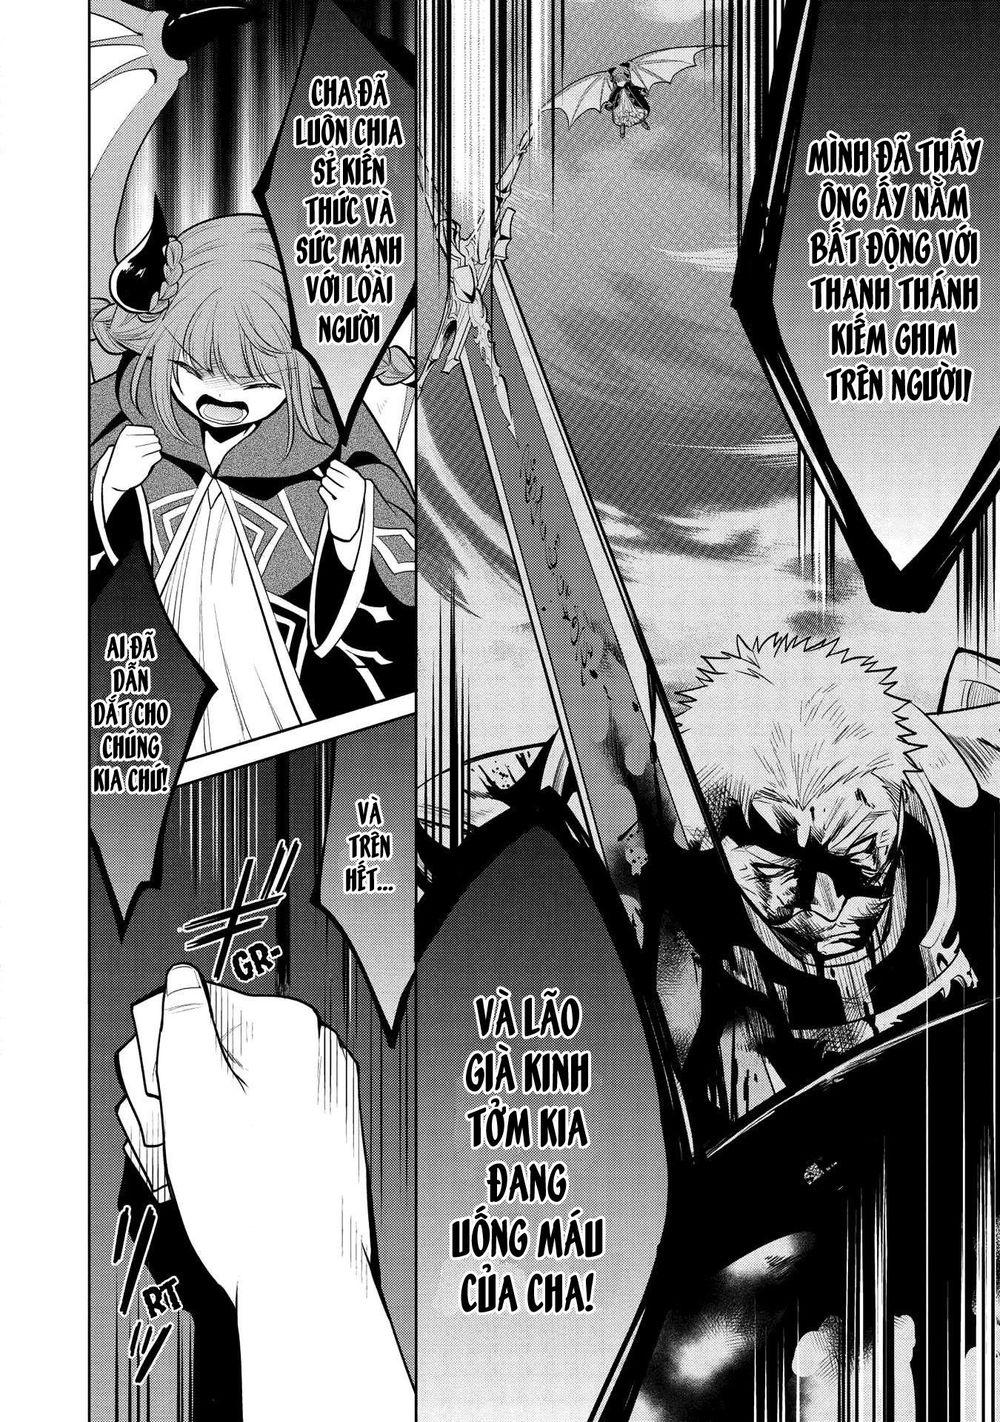 MÌNH ĐÃ THẤY
ÔNG ẤY NẰM
BẤT ĐỘNG VỚI
THANH THÁNH
KIẾM GHIM
TRÊN NGƯỜI!
VÀ LÃO
GIÀ KINH
TỞM KIA
ĐANG
UỐNG MÁU
CỦA CHA!
CHA ĐÃ
LUÔN CHIA
SẺ KIẾN
THỨC VÀ
SỨC MẠNH
VỚI LOÀI
NGƯỜI
AI ĐÃ
DẪN
DẮT CHO
CHÚNG
KIA CHỨ!
VÀ
TRÊN
HẾT...
GR-
RT